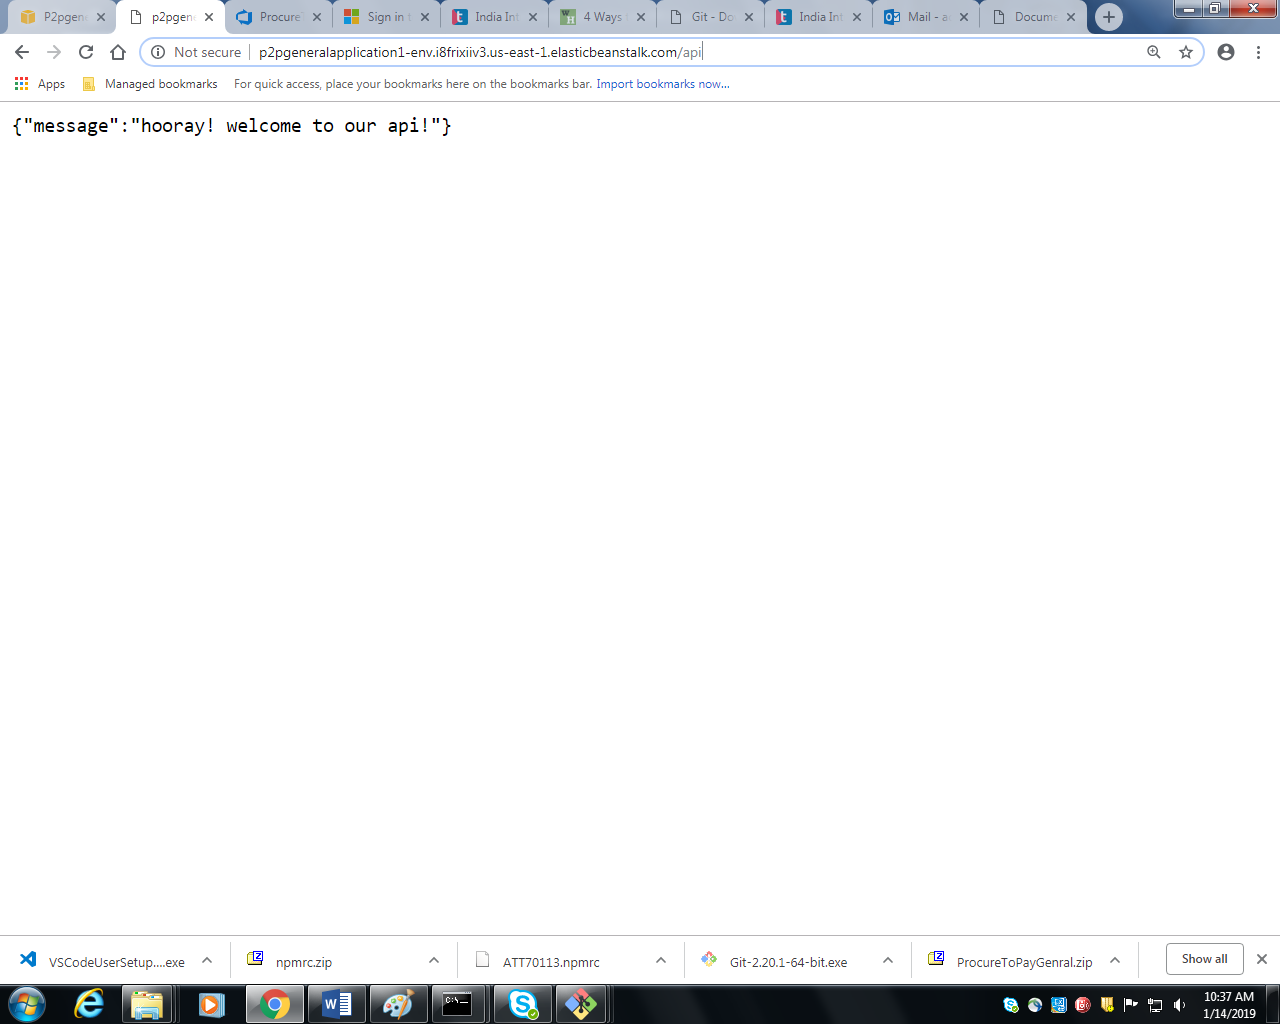 P2pgene
p2pgene
Procure
Sign in t
India Int
4 Ways
Git - Do
India Int
Mail - a
Docume
Not secure
p2pgeneralapplication1-env.i8frixiiv3.us-east-1.elasticbeanstalk.com/api
Apps Managed bookmarks For quick access, place your bookmarks here on the bookmarks bar. Import bookmarks now...
{"message":"hooray! welcome to our api!"}
VSCodeUserSetup....exe
npmrc.zip
ATT70113.npmrc
Git-2.20.1-64-bit.exe
ProcureToPayGenral.zip
Show all
10:37 AM
1/14/2019